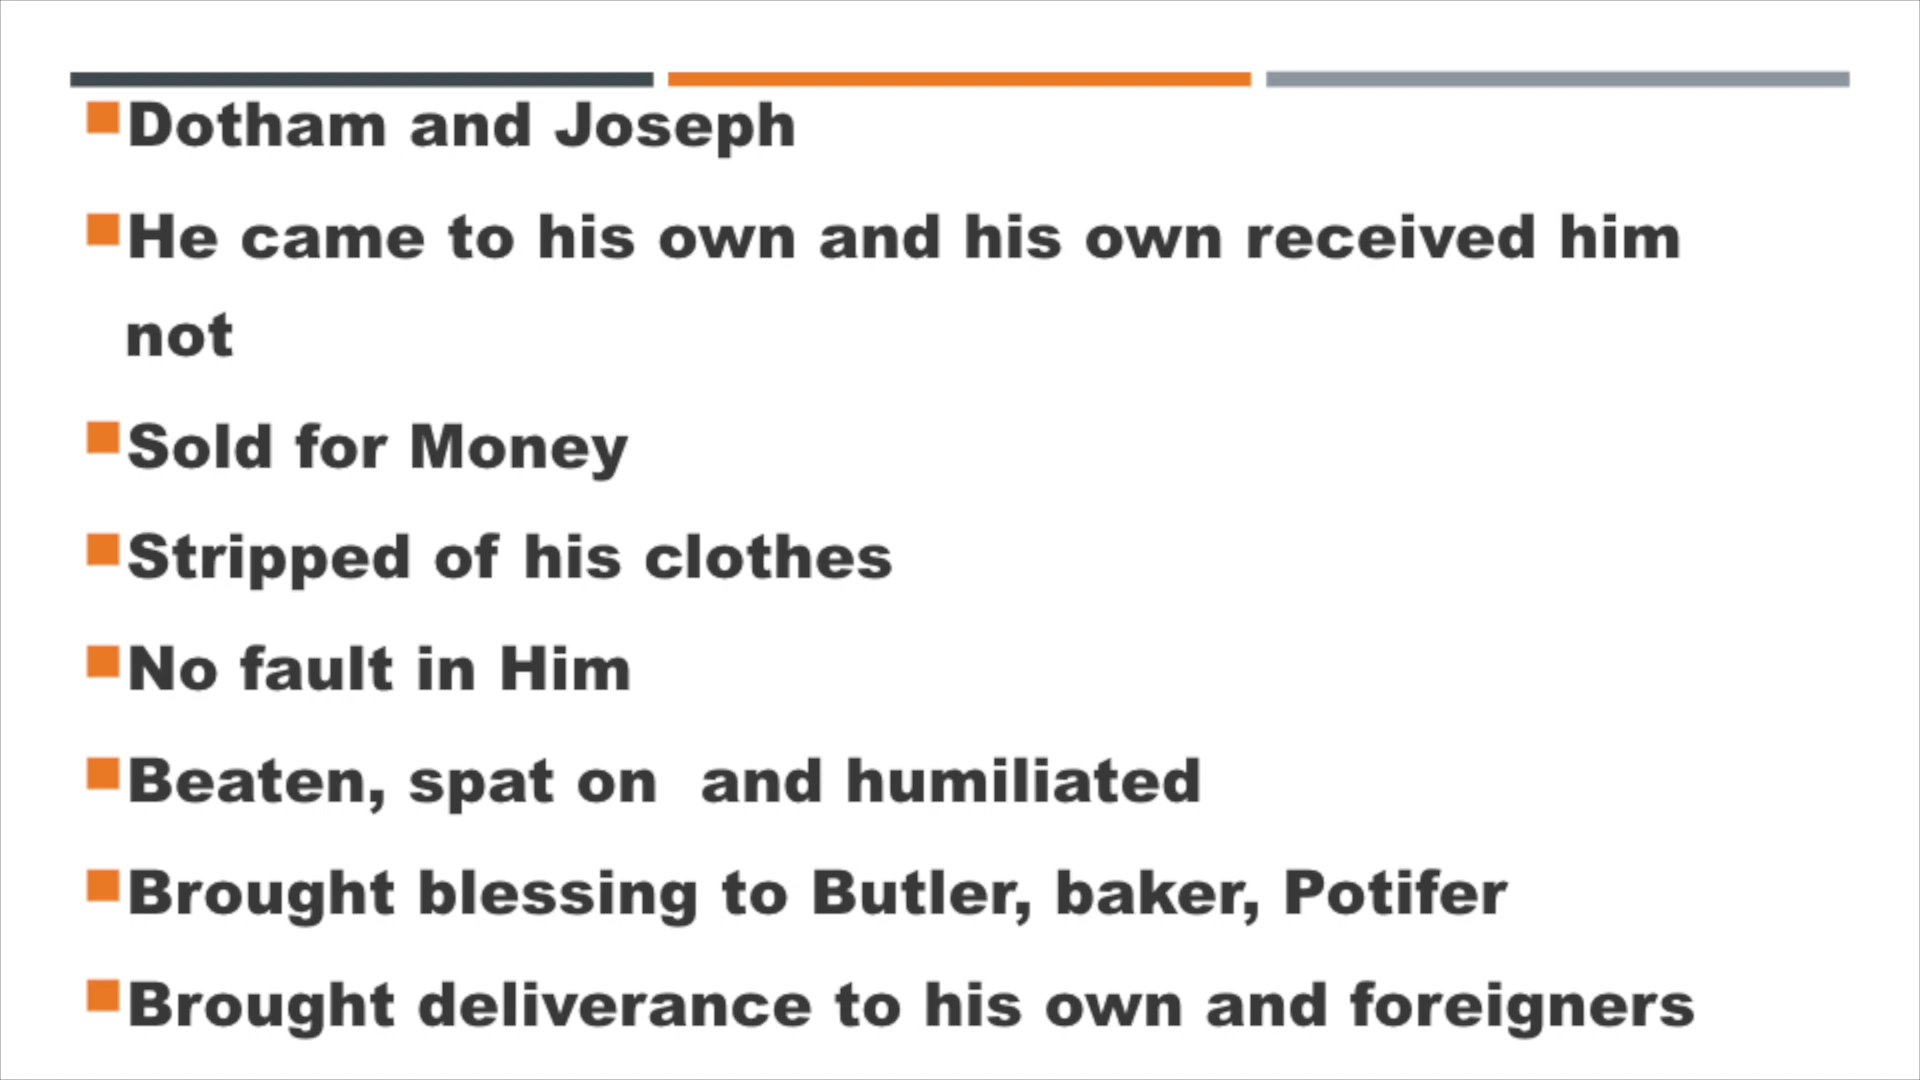 Dotham and Joseph
He came to his own and his own received him
not
Sold for Money
Stripped of his clothes
No fault in Him
Beaten, spat on  and humiliated
Brought blessing to Butler, baker, Potifer
Brought deliverance to his own and foreigners